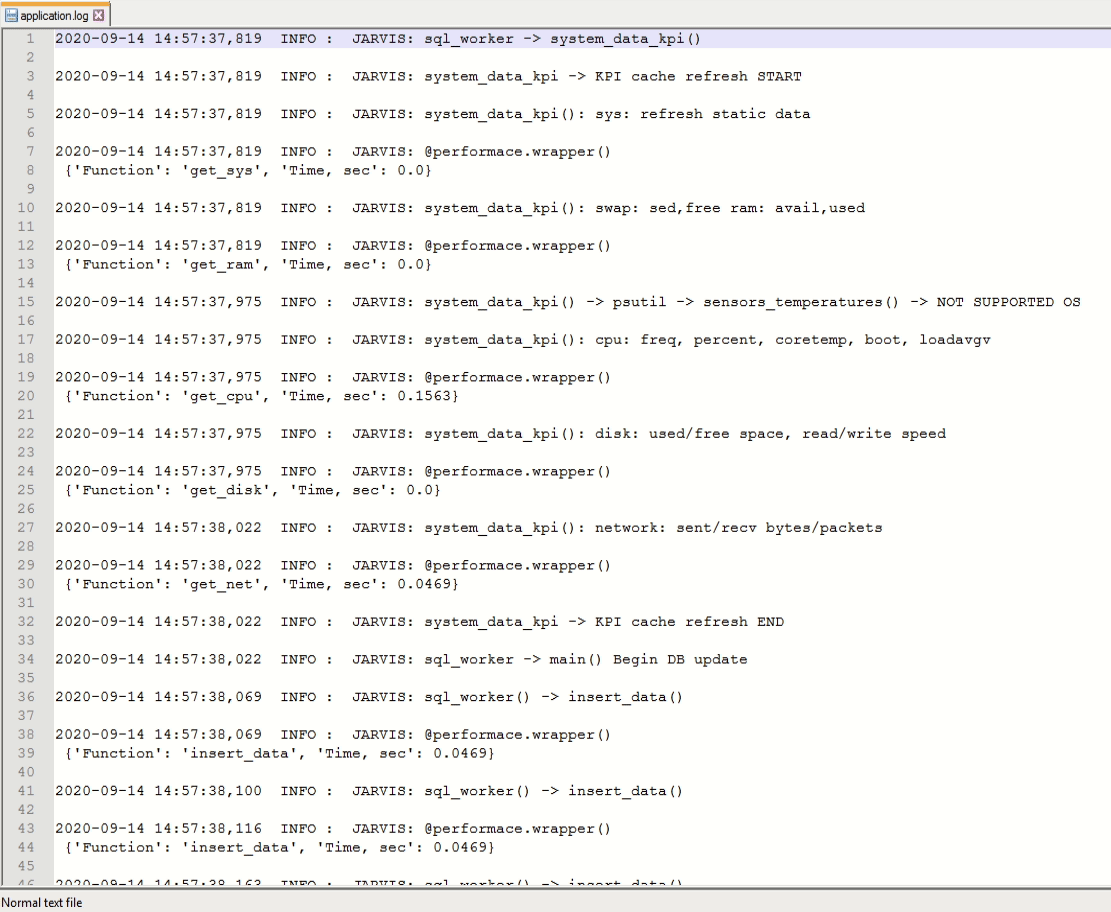 application.log
1 2020-09-14 14:57:37,819 INFO : JARVIS: sql_worker -> system_data_kpi()
2
3 2020-09-14 14:57:37,819 INFO : JARVIS: system_data_kpi -> KPI cache refresh START
4
5 2020-09-14 14:57:37,819 INFO : JARVIS: system_data_kpi(): sys: refresh static data
6
7 2020-09-14 14:57:37,819 INFO : JARVIS: @performace.wrapper()
8 {'Function': 'get_sys', 'Time, sec': 0.0}
9
10 2020-09-14 14:57:37,819 INFO : JARVIS: system_data_kpi(): swap: sed,free ram: avail,used
11
12 2020-09-14 14:57:37,819 INFO : JARVIS: @performace.wrapper()
13 {'Function': 'get_ram', 'Time, sec': 0.0}
14
15 2020-09-14 14:57:37,975 INFO : JARVIS: system_data_kpi() -> psutil -> sensors_temperatures() -> NOT SUPPORTED OS
16
17 2020-09-14 14:57:37,975 INFO : JARVIS: system_data_kpi(): cpu: freq, percent, coretemp, boot, loadavgv
18
19 2020-09-14 14:57:37,975 INFO : JARVIS: @performace.wrapper()
20 {'Function': 'get_cpu', 'Time, sec': 0.1563}
21
22 2020-09-14 14:57:37,975 INFO : JARVIS: system_data_kpi(): disk: used/free space, read/write speed
23
24 2020-09-14 14:57:37,975 INFO : JARVIS: @performace.wrapper()
25 {'Function': 'get_disk', 'Time, sec': 0.0}
26
27 2020-09-14 14:57:38,022 INFO : JARVIS: system_data_kpi(): network: sent/recv bytes/packets
28
29 2020-09-14 14:57:38,022 INFO : JARVIS: @performace.wrapper()
30 {'Function': 'get_net', 'Time, sec': 0.0469}
31
32 2020-09-14 14:57:38,022 INFO : JARVIS: system_data_kpi -> KPI cache refresh END
33
34 2020-09-14 14:57:38,022 INFO : JARVIS: sql_worker -> main() Begin DB update
35
36 2020-09-14 14:57:38,069 INFO : JARVIS: sql_worker() -> insert_data()
37
38 2020-09-14 14:57:38,069 INFO : JARVIS: @performace.wrapper()
39 {'Function': 'insert_data', 'Time, sec': 0.0469}
40
41 2020-09-14 14:57:38,100 INFO : JARVIS: sql_worker() -> insert_data()
42
43 2020-09-14 14:57:38,116 INFO : JARVIS: @performace.wrapper()
44 {'Function': 'insert_data', 'Time, sec': 0.0469}
45
46 2020-09-14 14:57:38,163 INFO : JARVIS: sql_worker() -> insert_data()
Normal text file